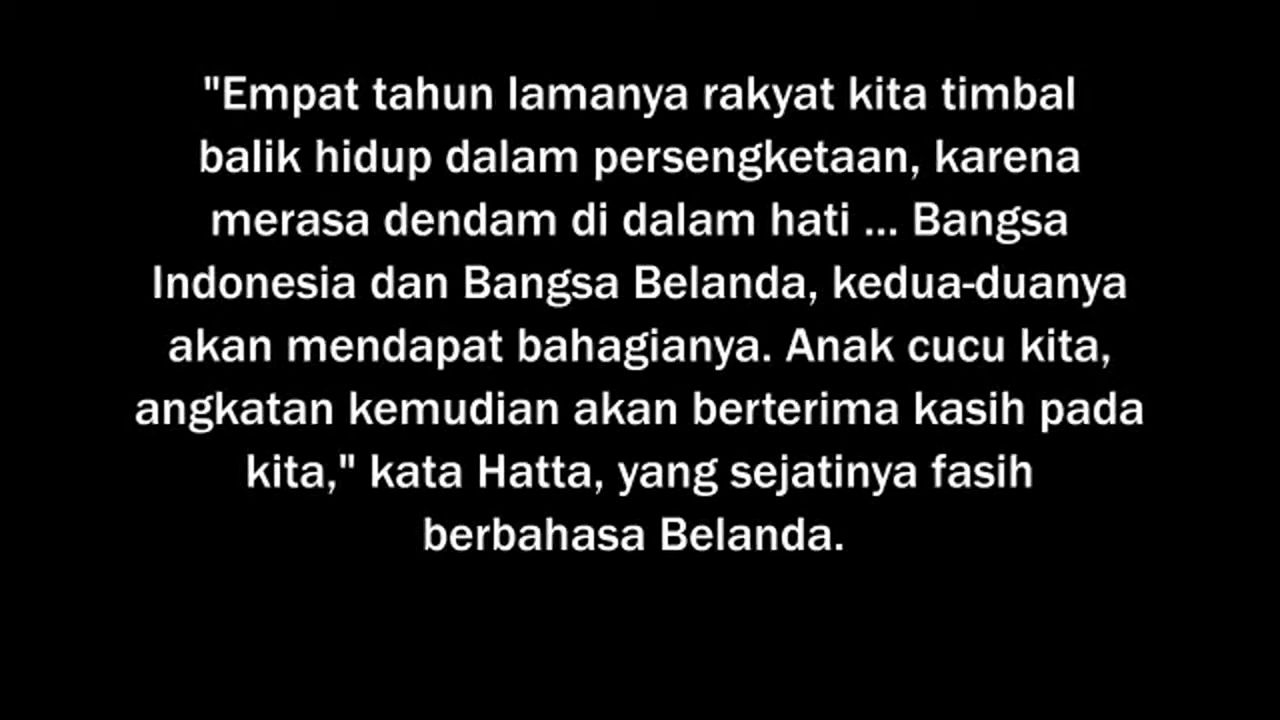 "Empat tahun lamanya rakyat kita timbal
balik hidup dalam persengketaan, karena
merasa dendam di dalam hati ... Bangsa
Indonesia dan Bangsa Belanda, kedua-duanya
akan mendapat bahagianya. Anak cucu kita,
angkatan kemudian akan berterima kasih pada
kita," kata Hatta, yang sejatinya fasih
berbahasa Belanda.